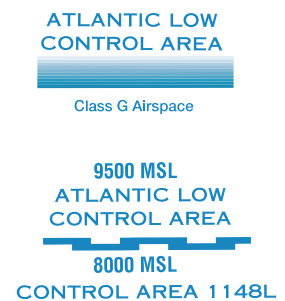 ATLANTIC LOW
CONTROL AREA
Class G Airspace
9500 MSL
ATLANTIC LOW
CONTROL AREA
8000 MSL
CONTROL AREA 1148L